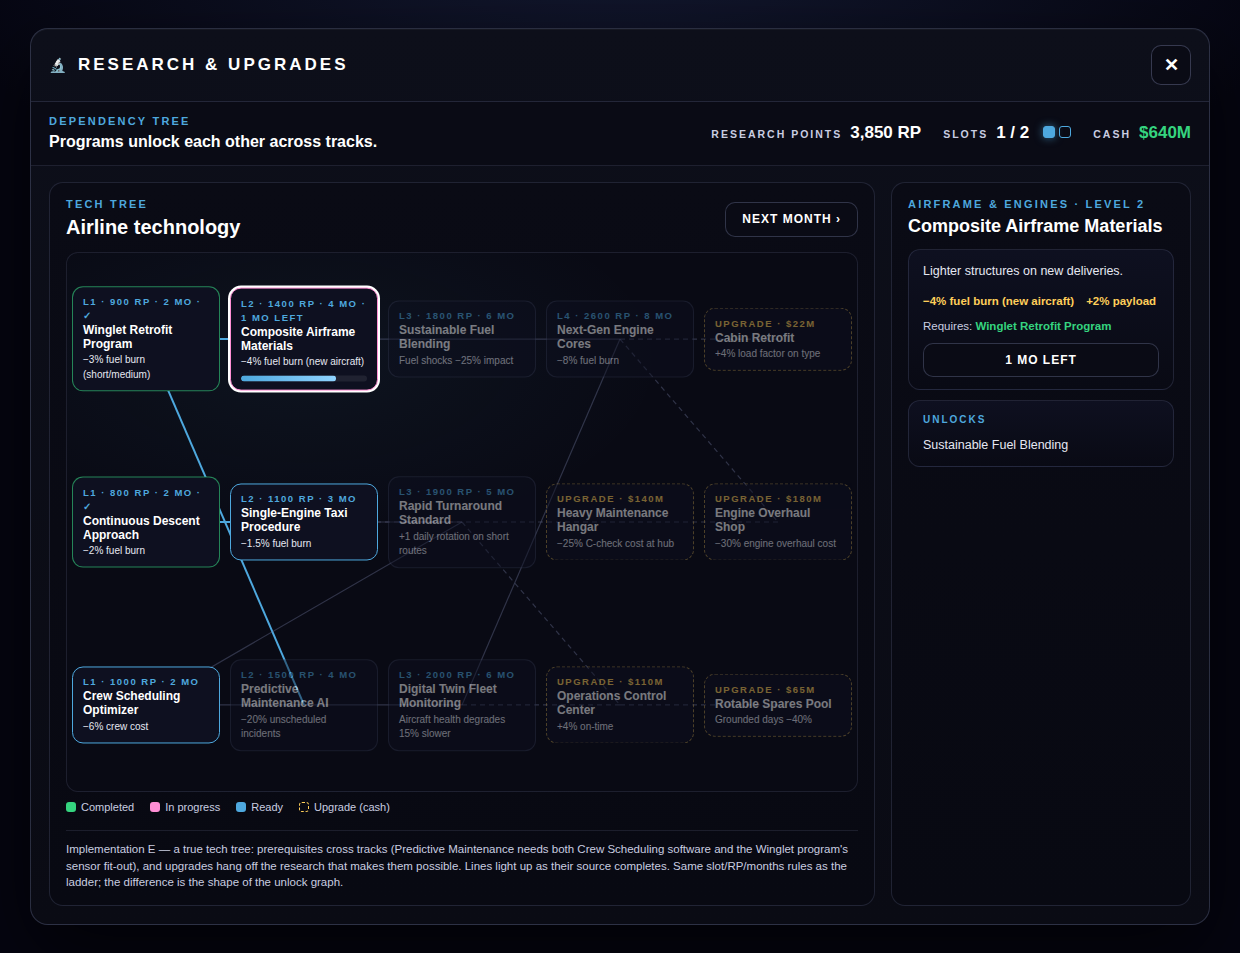 RESEARCH & UPGRADES
✕
DEPENDENCY TREE
Programs unlock each other across tracks.
RESEARCH POINTS 3,850 RP SLOTS 1 / 2 CASH $640M
TECH TREE
Airline technology
NEXT MONTH ›
L1 · 900 RP · 2 MO ·
✓
Winglet Retrofit
Program
−3% fuel burn
(short/medium)
L2 · 1400 RP · 4 MO ·
1 MO LEFT
Composite Airframe
Materials
−4% fuel burn (new aircraft)
L3 · 1800 RP · 6 MO
Sustainable Fuel
Blending
Fuel shocks −25% impact
L4 · 2600 RP · 8 MO
Next-Gen Engine
Cores
−8% fuel burn
UPGRADE · $22M
Cabin Retrofit
+4% load factor on type
L1 · 800 RP · 2 MO ·
✓
Continuous Descent
Approach
−2% fuel burn
L2 · 1100 RP · 3 MO
Single-Engine Taxi
Procedure
−1.5% fuel burn
L3 · 1900 RP · 5 MO
Rapid Turnaround
Standard
+1 daily rotation on short
routes
UPGRADE · $140M
Heavy Maintenance
Hangar
−25% C-check cost at hub
UPGRADE · $180M
Engine Overhaul
Shop
−30% engine overhaul cost
L1 · 1000 RP · 2 MO
Crew Scheduling
Optimizer
−6% crew cost
L2 · 1500 RP · 4 MO
Predictive
Maintenance AI
−20% unscheduled
incidents
L3 · 2000 RP · 6 MO
Digital Twin Fleet
Monitoring
Aircraft health degrades
15% slower
UPGRADE · $110M
Operations Control
Center
+4% on-time
UPGRADE · $65M
Rotable Spares Pool
Grounded days −40%
Completed In progress Ready Upgrade (cash)
Implementation E — a true tech tree: prerequisites cross tracks (Predictive Maintenance needs both Crew Scheduling software and the Winglet program's
sensor fit-out), and upgrades hang off the research that makes them possible. Lines light up as their source completes. Same slot/RP/months rules as the
ladder; the difference is the shape of the unlock graph.
AIRFRAME & ENGINES · LEVEL 2
Composite Airframe Materials
Lighter structures on new deliveries.
−4% fuel burn (new aircraft) +2% payload
Requires: Winglet Retrofit Program
1 MO LEFT
UNLOCKS
Sustainable Fuel Blending